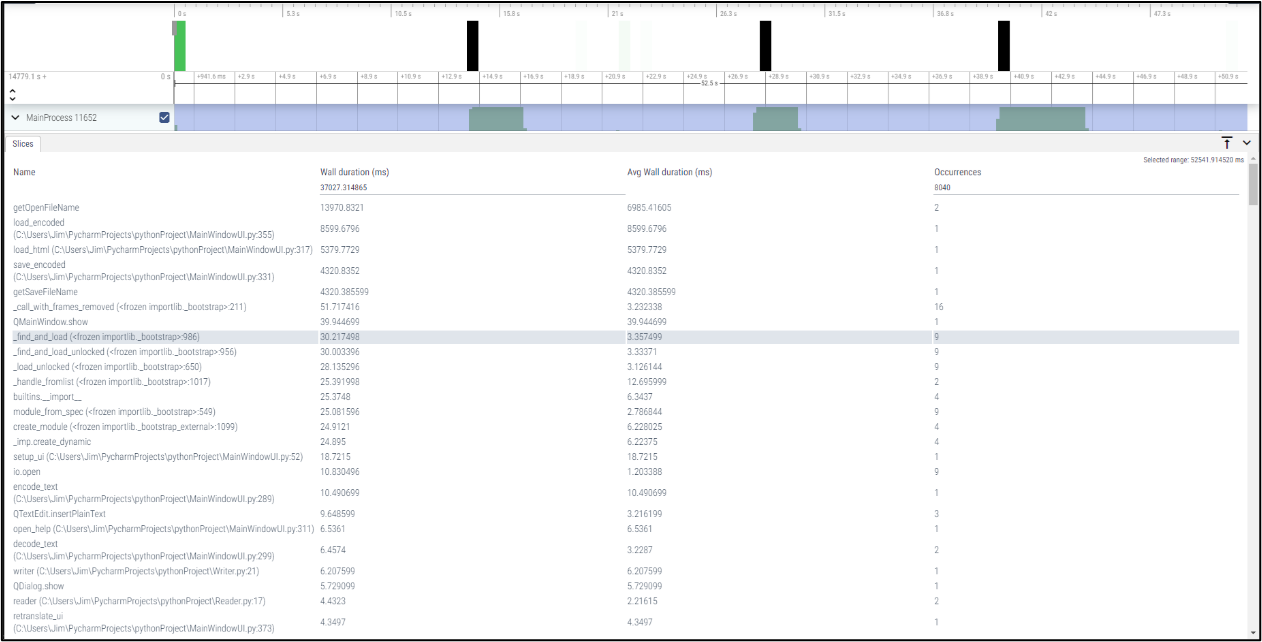 0 s 5.3 s 10.5 s 15.8 s 21 s 26.3 s 31.5 s 36.8 s 42 s 47.3 s
14779.1 s + 0 s +941.6 ms +2.9 s +4.9 s +6.9 s +8.9 s +10.9 s +12.9 s +14.9 s +16.9 s +18.9 s +20.9 s +22.9 s +24.9 s +26.9 s +28.9 s +30.9 s +32.9 s +34.9 s +36.9 s +38.9 s +40.9 s +42.9 s +44.9 s +46.9 s +48.9 s +50.9 s
52.5 s
MainProcess 11652
Slices
Selected range: 52541.914520 ms
Name Wall duration (ms) Avg Wall duration (ms) Occurrences
37027.314865 8040
getOpenFileName 13970.8321 6985.41605 2
load_encoded
(C:\Users\Jim\PycharmProjects\pythonProject\MainWindowUI.py:355) 8599.6796 8599.6796 1
load_html (C:\Users\Jim\PycharmProjects\pythonProject\MainWindowUI.py:317) 5379.7729 5379.7729 1
save_encoded
(C:\Users\Jim\PycharmProjects\pythonProject\MainWindowUI.py:331) 4320.8352 4320.8352 1
getSaveFileName 4320.385599 4320.385599 1
_call_with_frames_removed (<frozen importlib._bootstrap>:211) 51.717416 3.232338 16
QMainWindow.show 39.944699 39.944699 1
_find_and_load (<frozen importlib._bootstrap>:986) 30.217498 3.357499 9
_find_and_load_unlocked (<frozen importlib._bootstrap>:956) 30.003396 3.33371 9
_load_unlocked (<frozen importlib._bootstrap>:650) 28.135296 3.126144 9
_handle_fromlist (<frozen importlib._bootstrap>:1017) 25.391998 12.695999 2
builtins.__import__ 25.3748 6.3437 4
module_from_spec (<frozen importlib._bootstrap>:549) 25.081596 2.786844 9
create_module (<frozen importlib._bootstrap_external>:1099) 24.9121 6.228025 4
_imp.create_dynamic 24.895 6.22375 4
setup_ui (C:\Users\Jim\PycharmProjects\pythonProject\MainWindowUI.py:52) 18.7215 18.7215 1
io.open 10.830496 1.203388 9
encode_text
(C:\Users\Jim\PycharmProjects\pythonProject\MainWindowUI.py:289) 10.490699 10.490699 1
QTextEdit.insertPlainText 9.648599 3.216199 3
open_help (C:\Users\Jim\PycharmProjects\pythonProject\MainWindowUI.py:311) 6.5361 6.5361 1
decode_text
(C:\Users\Jim\PycharmProjects\pythonProject\MainWindowUI.py:299) 6.4574 3.2287 2
writer (C:\Users\Jim\PycharmProjects\pythonProject\Writer.py:21) 6.207599 6.207599 1
QDialog.show 5.729099 5.729099 1
reader (C:\Users\Jim\PycharmProjects\pythonProject\Reader.py:17) 4.4323 2.21615 2
retranslate_ui
(C:\Users\Jim\PycharmProjects\pythonProject\MainWindowUI.py:373) 4.3497 4.3497 1